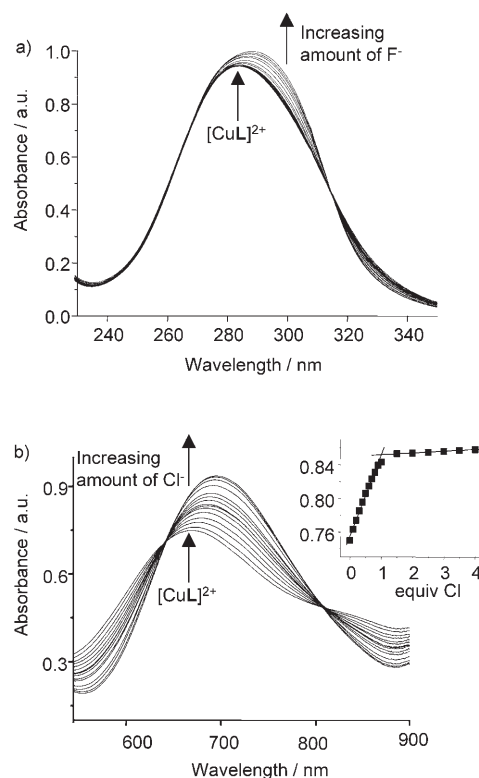 a)
Increasing
amount of F-
[CuL]2+
Absorbance / a.u.
1.0
0.8
0.6
0.4
0.2
0.0
240 260 280 300 320 340
Wavelength / nm
b)
Increasing
amount of Cl-
[CuL]2+
Absorbance / a.u.
0.9
0.6
0.3
600 700 800 900
Wavelength / nm
0.84
0.80
0.76
0 1 2 3 4
equiv Cl